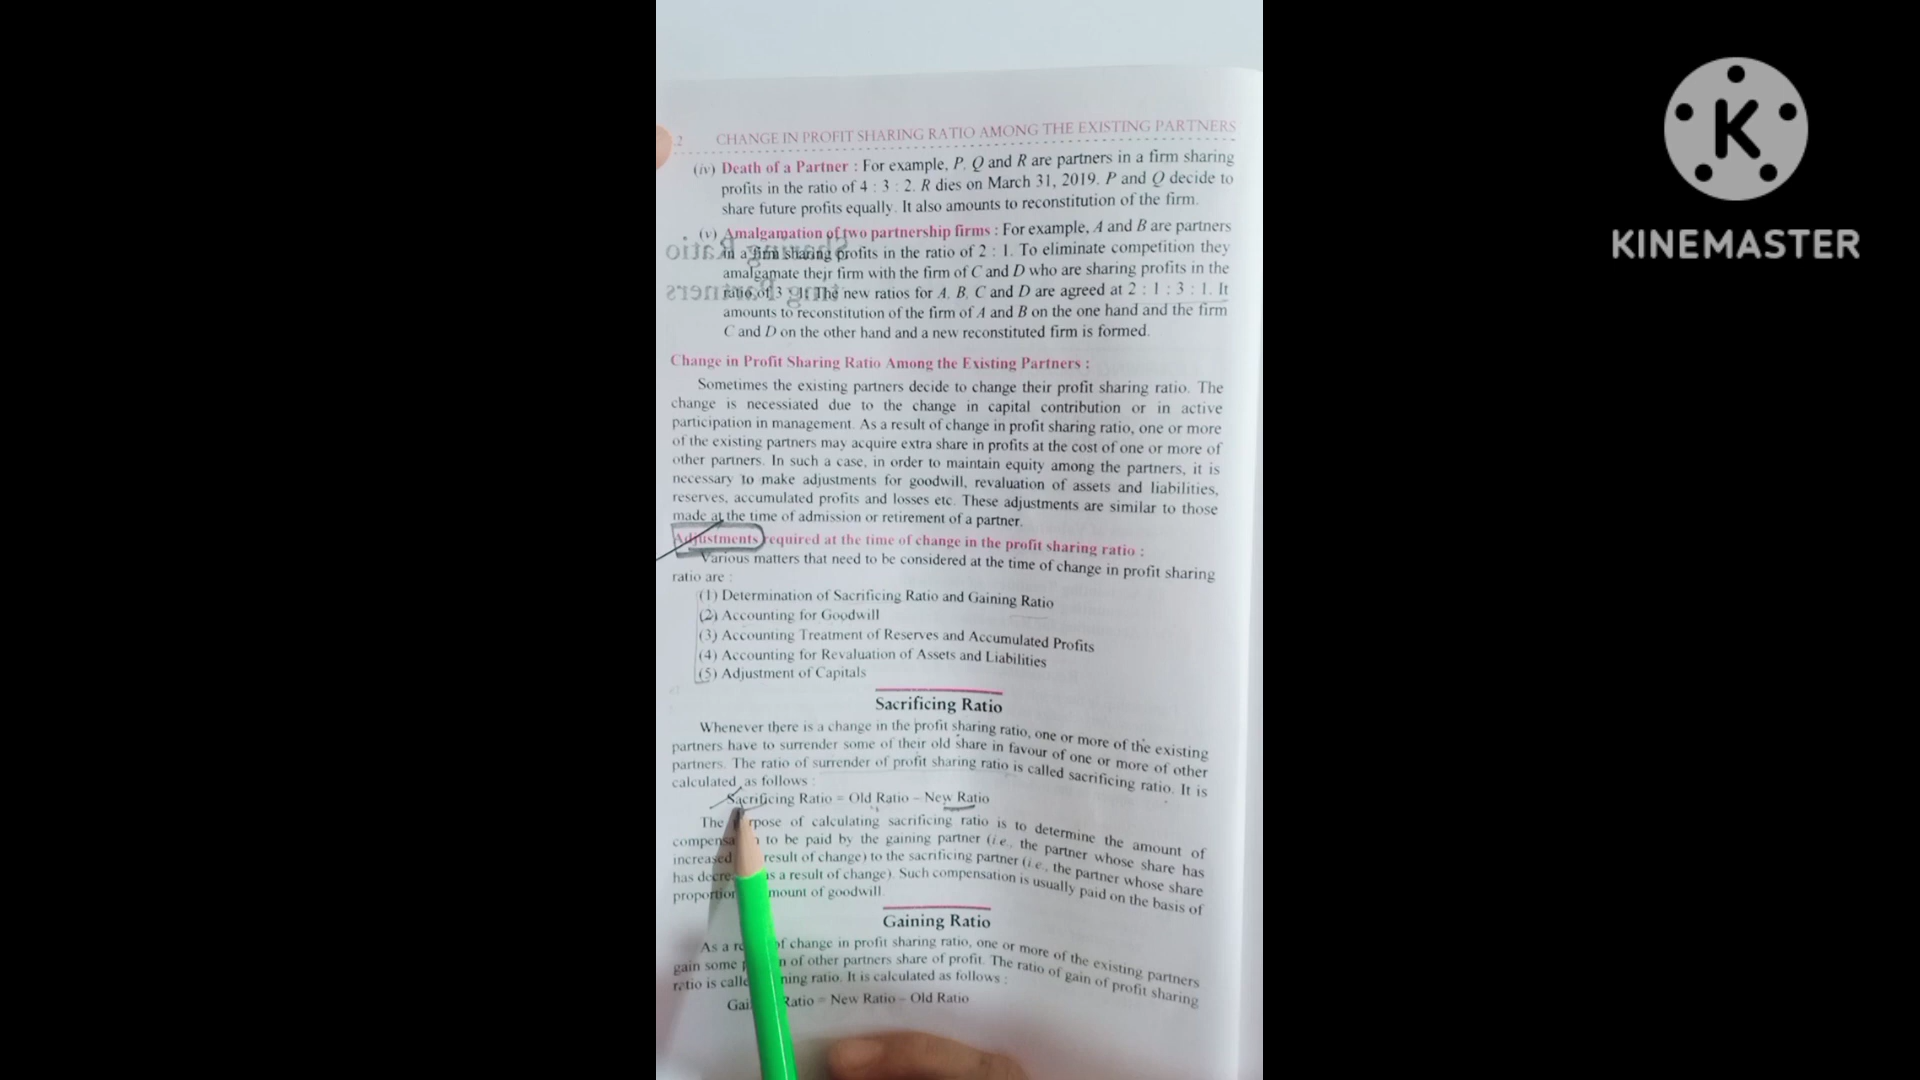 .2 CHANGE IN PROFIT SHARING RATIO AMONG THE EXISTING PARTNERS
(iv) Death of a Partner : For example, P, Q and R are partners in a firm sharing
profits in the ratio of 4 : 3 : 2. R dies on March 31, 2019. P and Q decide to
share future profits equally. It also amounts to reconstitution of the firm.
(v) Amalgamation of two partnership firms : For example, A and B are partners
in a firm sharing profits in the ratio of 2 : 1. To eliminate competition they
amalgamate their firm with the firm of C and D who are sharing profits in the
ratio of 3 : 1. The new ratios for A, B, C and D are agreed at 2 : 1 : 3 : 1. It
amounts to reconstitution of the firm of A and B on the one hand and the firm
C and D on the other hand and a new reconstituted firm is formed.
Change in Profit Sharing Ratio Among the Existing Partners :
Sometimes the existing partners decide to change their profit sharing ratio. The
change is necessiated due to the change in capital contribution or in active
participation in management. As a result of change in profit sharing ratio, one or more
of the existing partners may acquire extra share in profits at the cost of one or more of
other partners. In such a case, in order to maintain equity among the partners, it is
necessary to make adjustments for goodwill, revaluation of assets and liabilities,
reserves, accumulated profits and losses etc. These adjustments are similar to those
made at the time of admission or retirement of a partner.
Adjustments required at the time of change in the profit sharing ratio :
Various matters that need to be considered at the time of change in profit sharing
ratio are :
(1) Determination of Sacrificing Ratio and Gaining Ratio
(2) Accounting for Goodwill
(3) Accounting Treatment of Reserves and Accumulated Profits
(4) Accounting for Revaluation of Assets and Liabilities
(5) Adjustment of Capitals
Sacrificing Ratio
Whenever there is a change in the profit sharing ratio, one or more of the existing
partners have to surrender some of their old share in favour of one or more of other
partners. The ratio of surrender of profit sharing ratio is called sacrificing ratio. It is
calculated as follows :
Sacrificing Ratio = Old Ratio – New Ratio
The rpose of calculating sacrificing ratio is to determine the amount of
compensa to be paid by the gaining partner (i.e., the partner whose share has
increased result of change) to the sacrificing partner (i.e., the partner whose share
has decre as a result of change). Such compensation is usually paid on the basis of
proportion mount of goodwill.
Gaining Ratio
As a re of change in profit sharing ratio, one or more of the existing partners
gain some n of other partners share of profit. The ratio of gain of profit sharing
ratio is calle ning ratio. It is calculated as follows :
Gai Ratio = New Ratio – Old Ratio
KINEMASTER